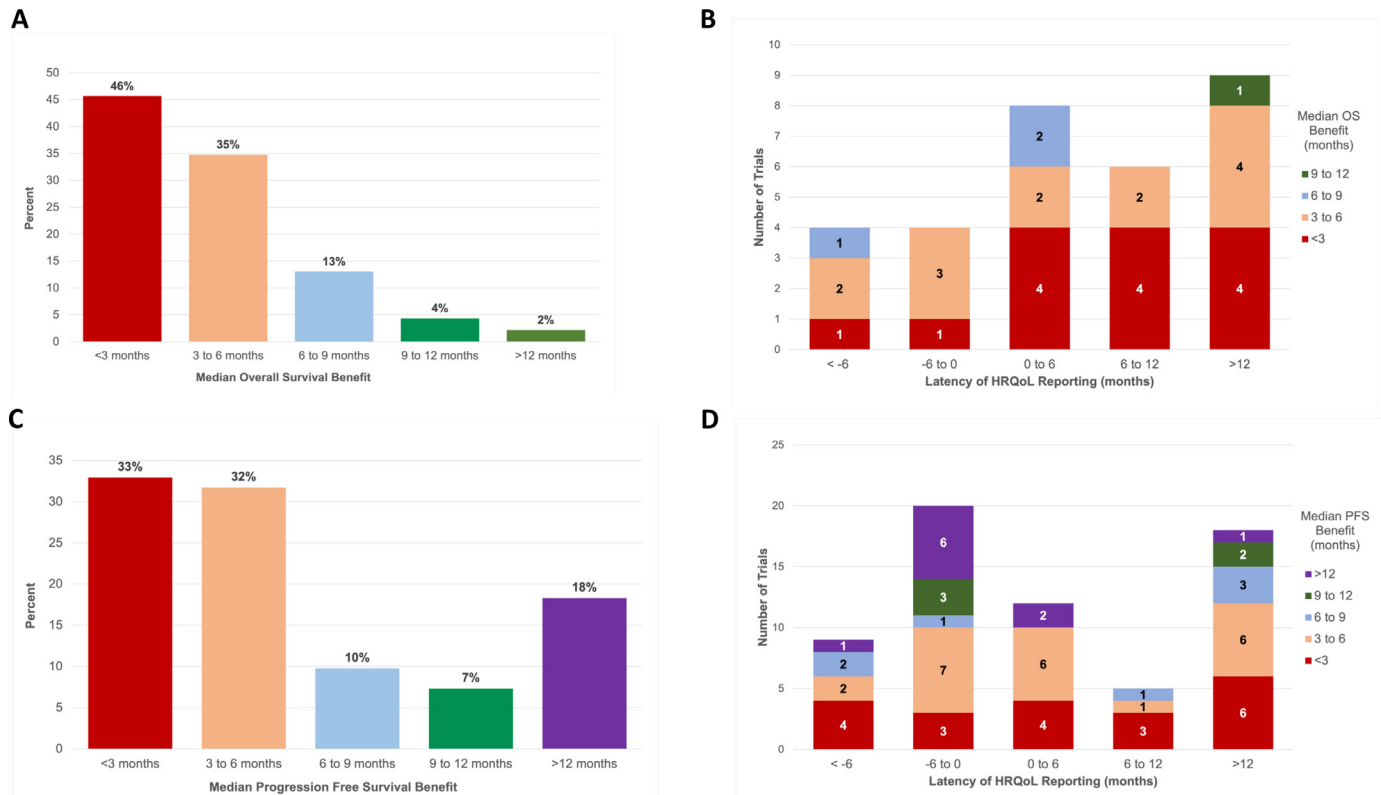 A
50
45
40
35
30
25
20
15
10
5
0
Percent
46%
35%
13%
4%
2%
<3 months
3 to 6 months
6 to 9 months
9 to 12 months
>12 months
Median Overall Survival Benefit
B
10
9
8
7
6
5
4
3
2
1
0
Number of Trials
1
2
1
3
1
2
2
4
2
4
1
4
4
< -6
-6 to 0
0 to 6
6 to 12
>12
Latency of HRQoL Reporting (months)
Median OS
Benefit
(months)
9 to 12
6 to 9
3 to 6
<3
C
35
30
25
20
15
10
5
0
Percent
33%
32%
10%
7%
18%
<3 months
3 to 6 months
6 to 9 months
9 to 12 months
>12 months
Median Progression Free Survival Benefit
D
25
20
15
10
5
0
Number of Trials
1
2
2
4
6
3
1
7
3
2
6
4
1
1
3
1
2
3
6
6
< -6
-6 to 0
0 to 6
6 to 12
>12
Latency of HRQoL Reporting (months)
Median PFS
Benefit
(months)
>12
9 to 12
6 to 9
3 to 6
<3